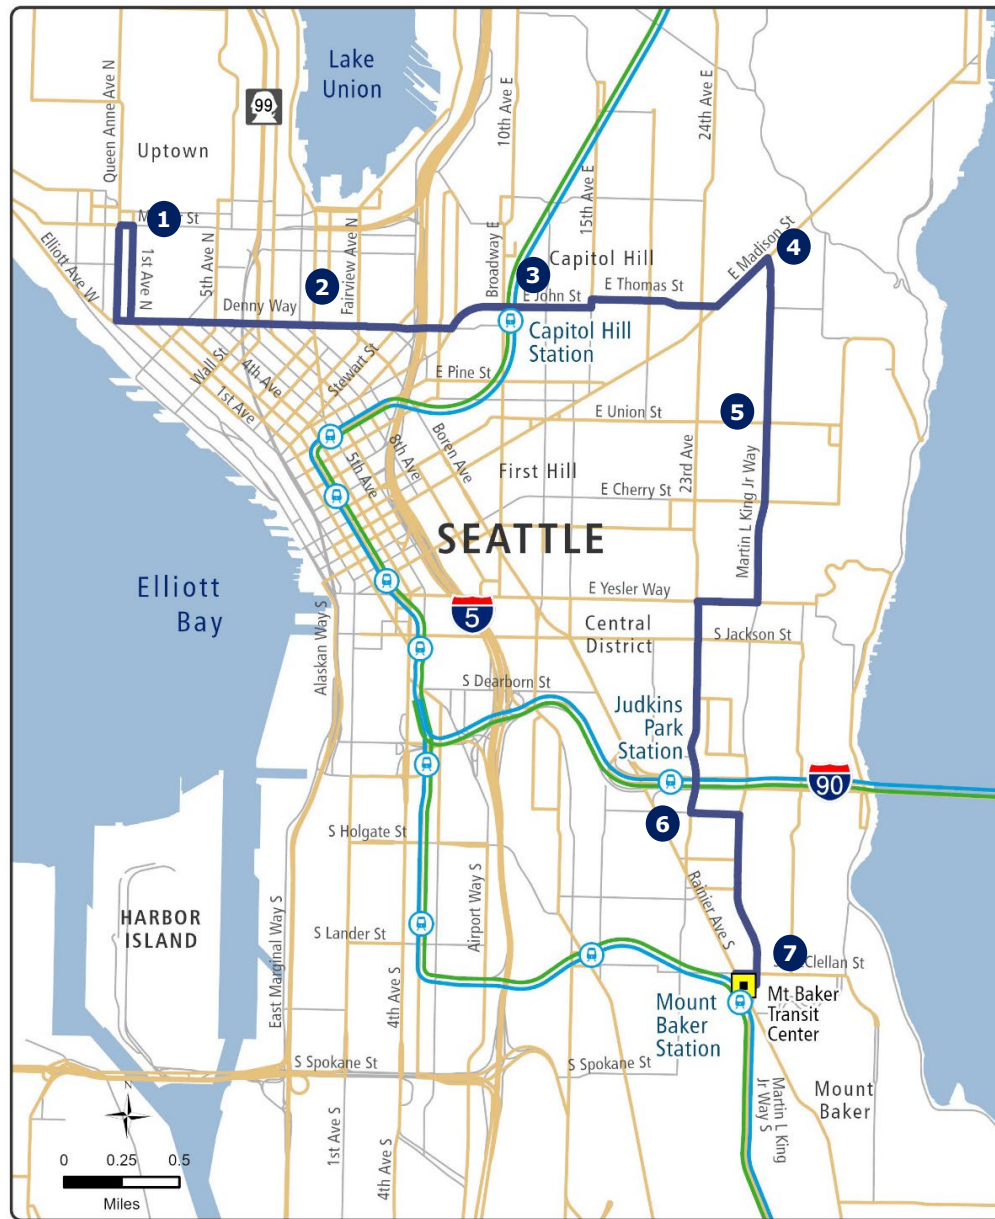 Lake
Union
99
Queen Anne Ave N
Uptown
10th Ave E
24th Ave E
15th Ave E
1
St
Elliott Ave W
1st Ave N
5th Ave N
2
Fairview Ave N
Denny Way
Broadway E
3
Capitol Hill
E John St
E Thomas St
E Madison St
4
Capitol Hill
Station
Wall St
4th Ave
1st Ave
Stewart St
E Pine St
5
E Union St
5th Ave
8th Ave
Boren Ave
First Hill
23rd Ave
Martin L King Jr Way
E Cherry St
SEATTLE
Elliott
Bay
5
E Yesler Way
Central
District
S Jackson St
Alaskan Way S
S Dearborn St
Judkins
Park
Station
90
6
S Holgate St
Airport Way S
Rainier Ave S
HARBOR
ISLAND
East Marginal Way S
S Lander St
4th Ave S
7
Clellan St
Mount
Baker
Station
Mt Baker
Transit
Center
S Spokane St
S Spokane St
Martin L King
Jr Way S
Mount
Baker
N
1st Ave S
4th Ave S
0 0.25 0.5
Miles